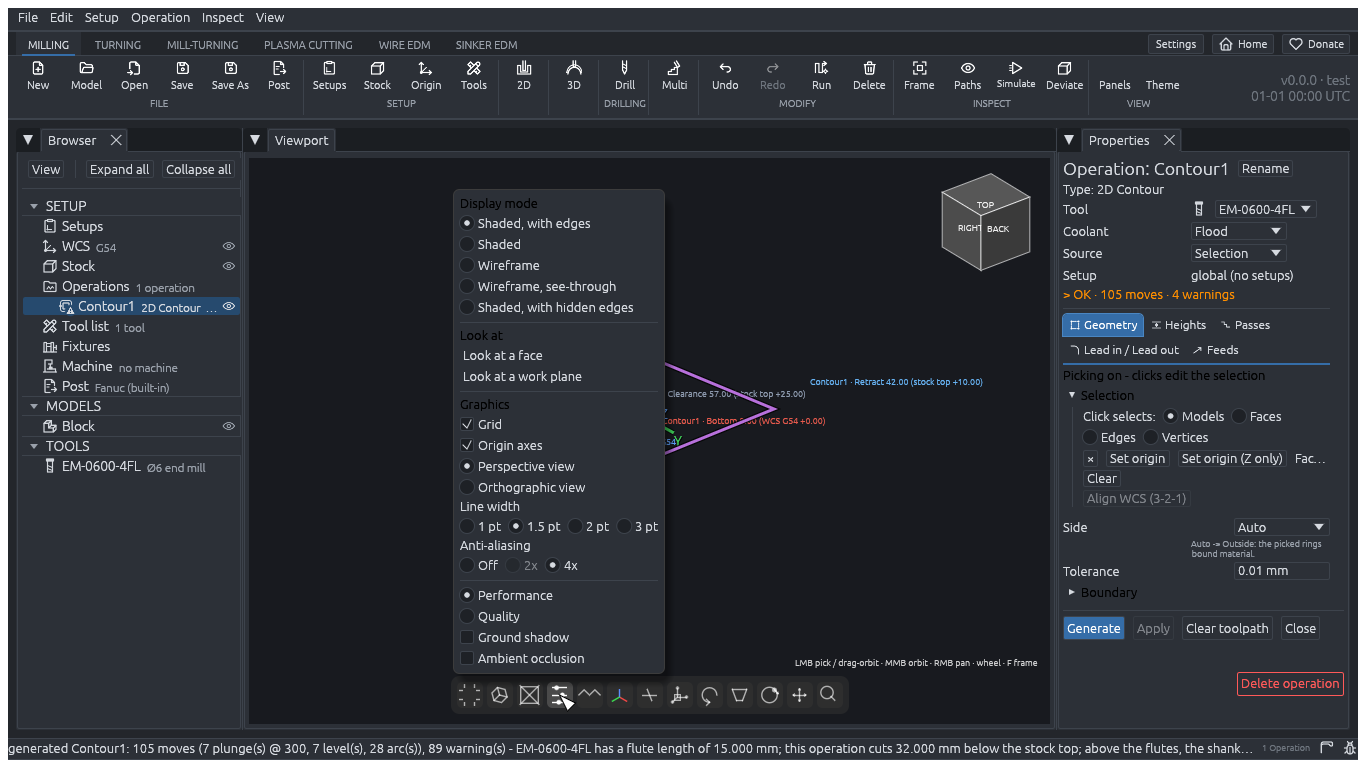 File Edit Setup Operation Inspect View
MILLING TURNING MILL-TURNING PLASMA CUTTING WIRE EDM SINKER EDM
Settings Home Donate
New Model Open Save Save As Post Setups Stock Origin Tools 2D 3D Drill Multi Undo Redo Run Delete Frame Paths Simulate Deviate Panels Theme
FILE SETUP DRILLING MODIFY INSPECT VIEW
v0.0.0 · test
01-01 00:00 UTC
Browser
View Expand all Collapse all
SETUP
Setups
WCS G54
Stock
Operations 1 operation
Contour1 2D Contour ...
Tool list 1 tool
Fixtures
Machine no machine
Post Fanuc (built-in)
MODELS
Block
TOOLS
EM-0600-4FL Ø6 end mill
Viewport
Display mode
Shaded, with edges
Shaded
Wireframe
Wireframe, see-through
Shaded, with hidden edges
Look at
Look at a face
Look at a work plane
Graphics
Grid
Origin axes
Perspective view
Orthographic view
Line width
1 pt 1.5 pt 2 pt 3 pt
Anti-aliasing
Off 2x 4x
Performance
Quality
Ground shadow
Ambient occlusion
TOP
RIGHT BACK
Contour1 · Retract 42.00 (stock top +10.00)
Clearance 57.00 (stock top +25.00)
Contour1 · Bottom (WCS G54 +0.00)
Y
LMB pick / drag-orbit · MMB orbit · RMB pan · wheel · F frame
Properties
Operation: Contour1 Rename
Type: 2D Contour
Tool EM-0600-4FL
Coolant Flood
Source Selection
Setup global (no setups)
> OK · 105 moves · 4 warnings
Geometry Heights Passes
Lead in / Lead out Feeds
Picking on - clicks edit the selection
Selection
Click selects: Models Faces
Edges Vertices
× Set origin Set origin (Z only) Fac...
Clear
Align WCS (3-2-1)
Side Auto
Auto -> Outside: the picked rings
bound material.
Tolerance 0.01 mm
Boundary
Generate Apply Clear toolpath Close
Delete operation
generated Contour1: 105 moves (7 plunge(s) @ 300, 7 level(s), 28 arc(s)), 89 warning(s) - EM-0600-4FL has a flute length of 15.000 mm; this operation cuts 32.000 mm below the stock top; above the flutes, the shank... 1 Operation